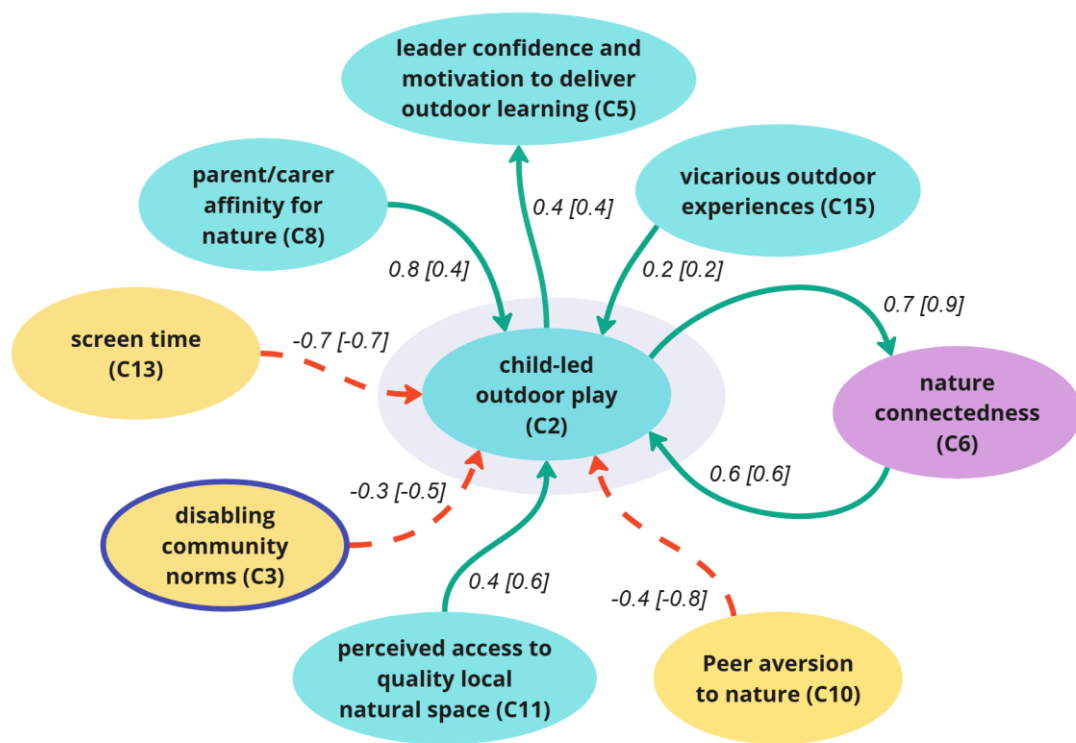 leader confidence and
motivation to deliver
outdoor learning (C5)
parent/carer
affinity for
nature (C8)
0.4 [0.4]
vicarious outdoor
experiences (C15)
0.8 [0.4]
0.2 [0.2]
0.7 [0.9]
screen time
(C13)
-0.7 [-0.7]
child-led
outdoor play
(C2)
nature
connectedness
(C6)
0.6 [0.6]
-0.3 [-0.5]
disabling
community
norms (C3)
0.4 [0.6]
-0.4 [-0.8]
perceived access to
quality local
natural space (C11)
Peer aversion
to nature (C10)